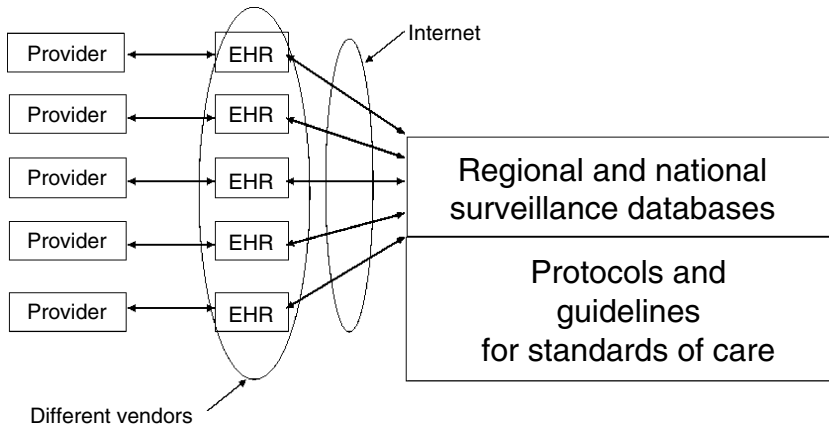 Internet
Provider
EHR
Provider
EHR
Provider
EHR
Provider
EHR
Provider
EHR
Regional and national
surveillance databases
Protocols and
guidelines
for standards of care
Different vendors